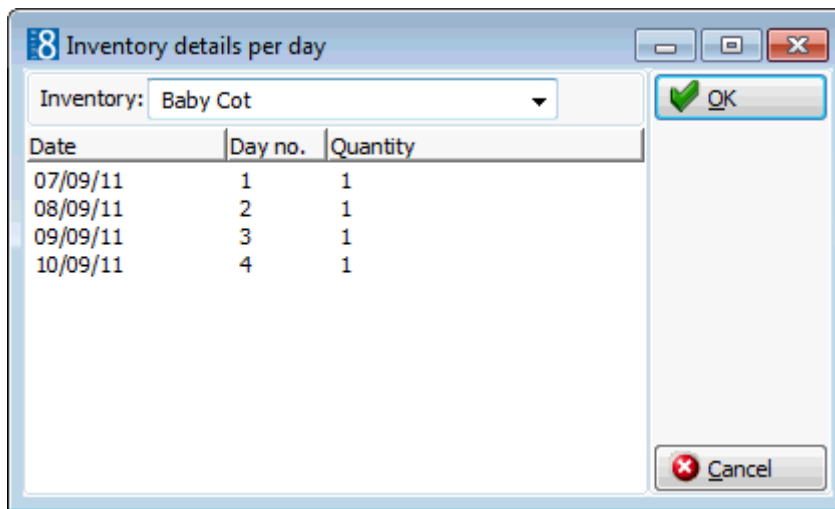 8 Inventory details per day
Inventory: Baby Cot
OK
Date Day no. Quantity
07/09/11 1 1
08/09/11 2 1
09/09/11 3 1
10/09/11 4 1
Cancel